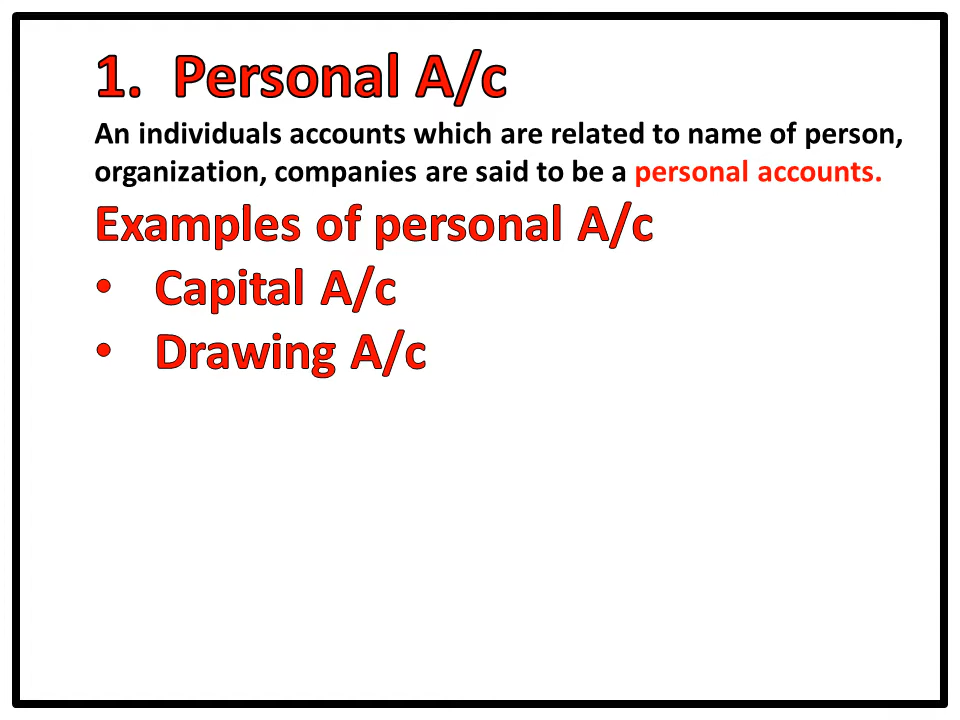 1. Personal A/c
An individuals accounts which are related to name of person,
organization, companies are said to be a personal accounts.
Examples of personal A/c
• Capital A/c
• Drawing A/c